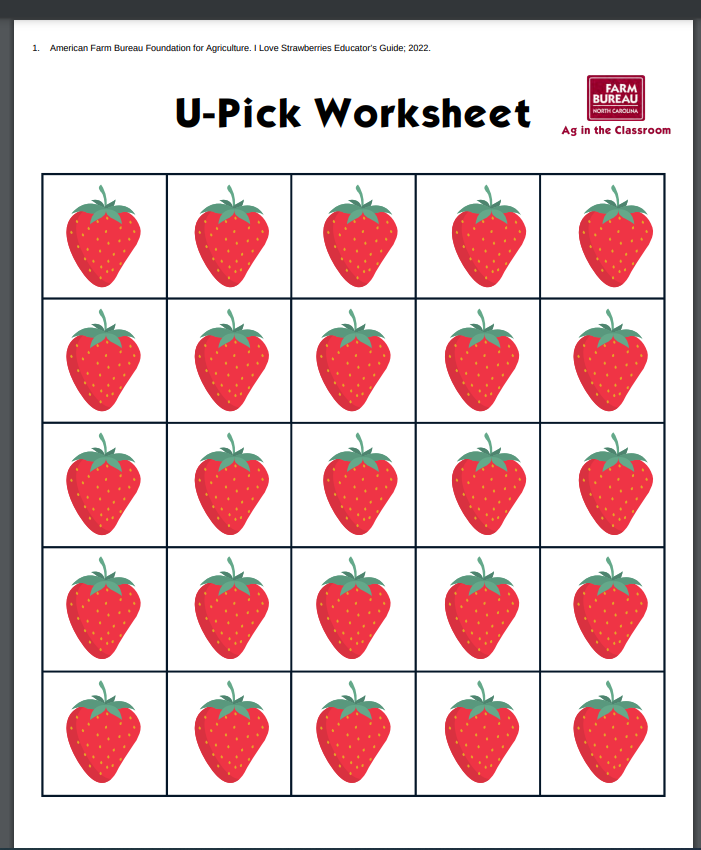 1. American Farm Bureau Foundation for Agriculture. I Love Strawberries Educator's Guide; 2022.
U-Pick Worksheet
FARM
BUREAU
NORTH CAROLINA
Ag in the Classroom